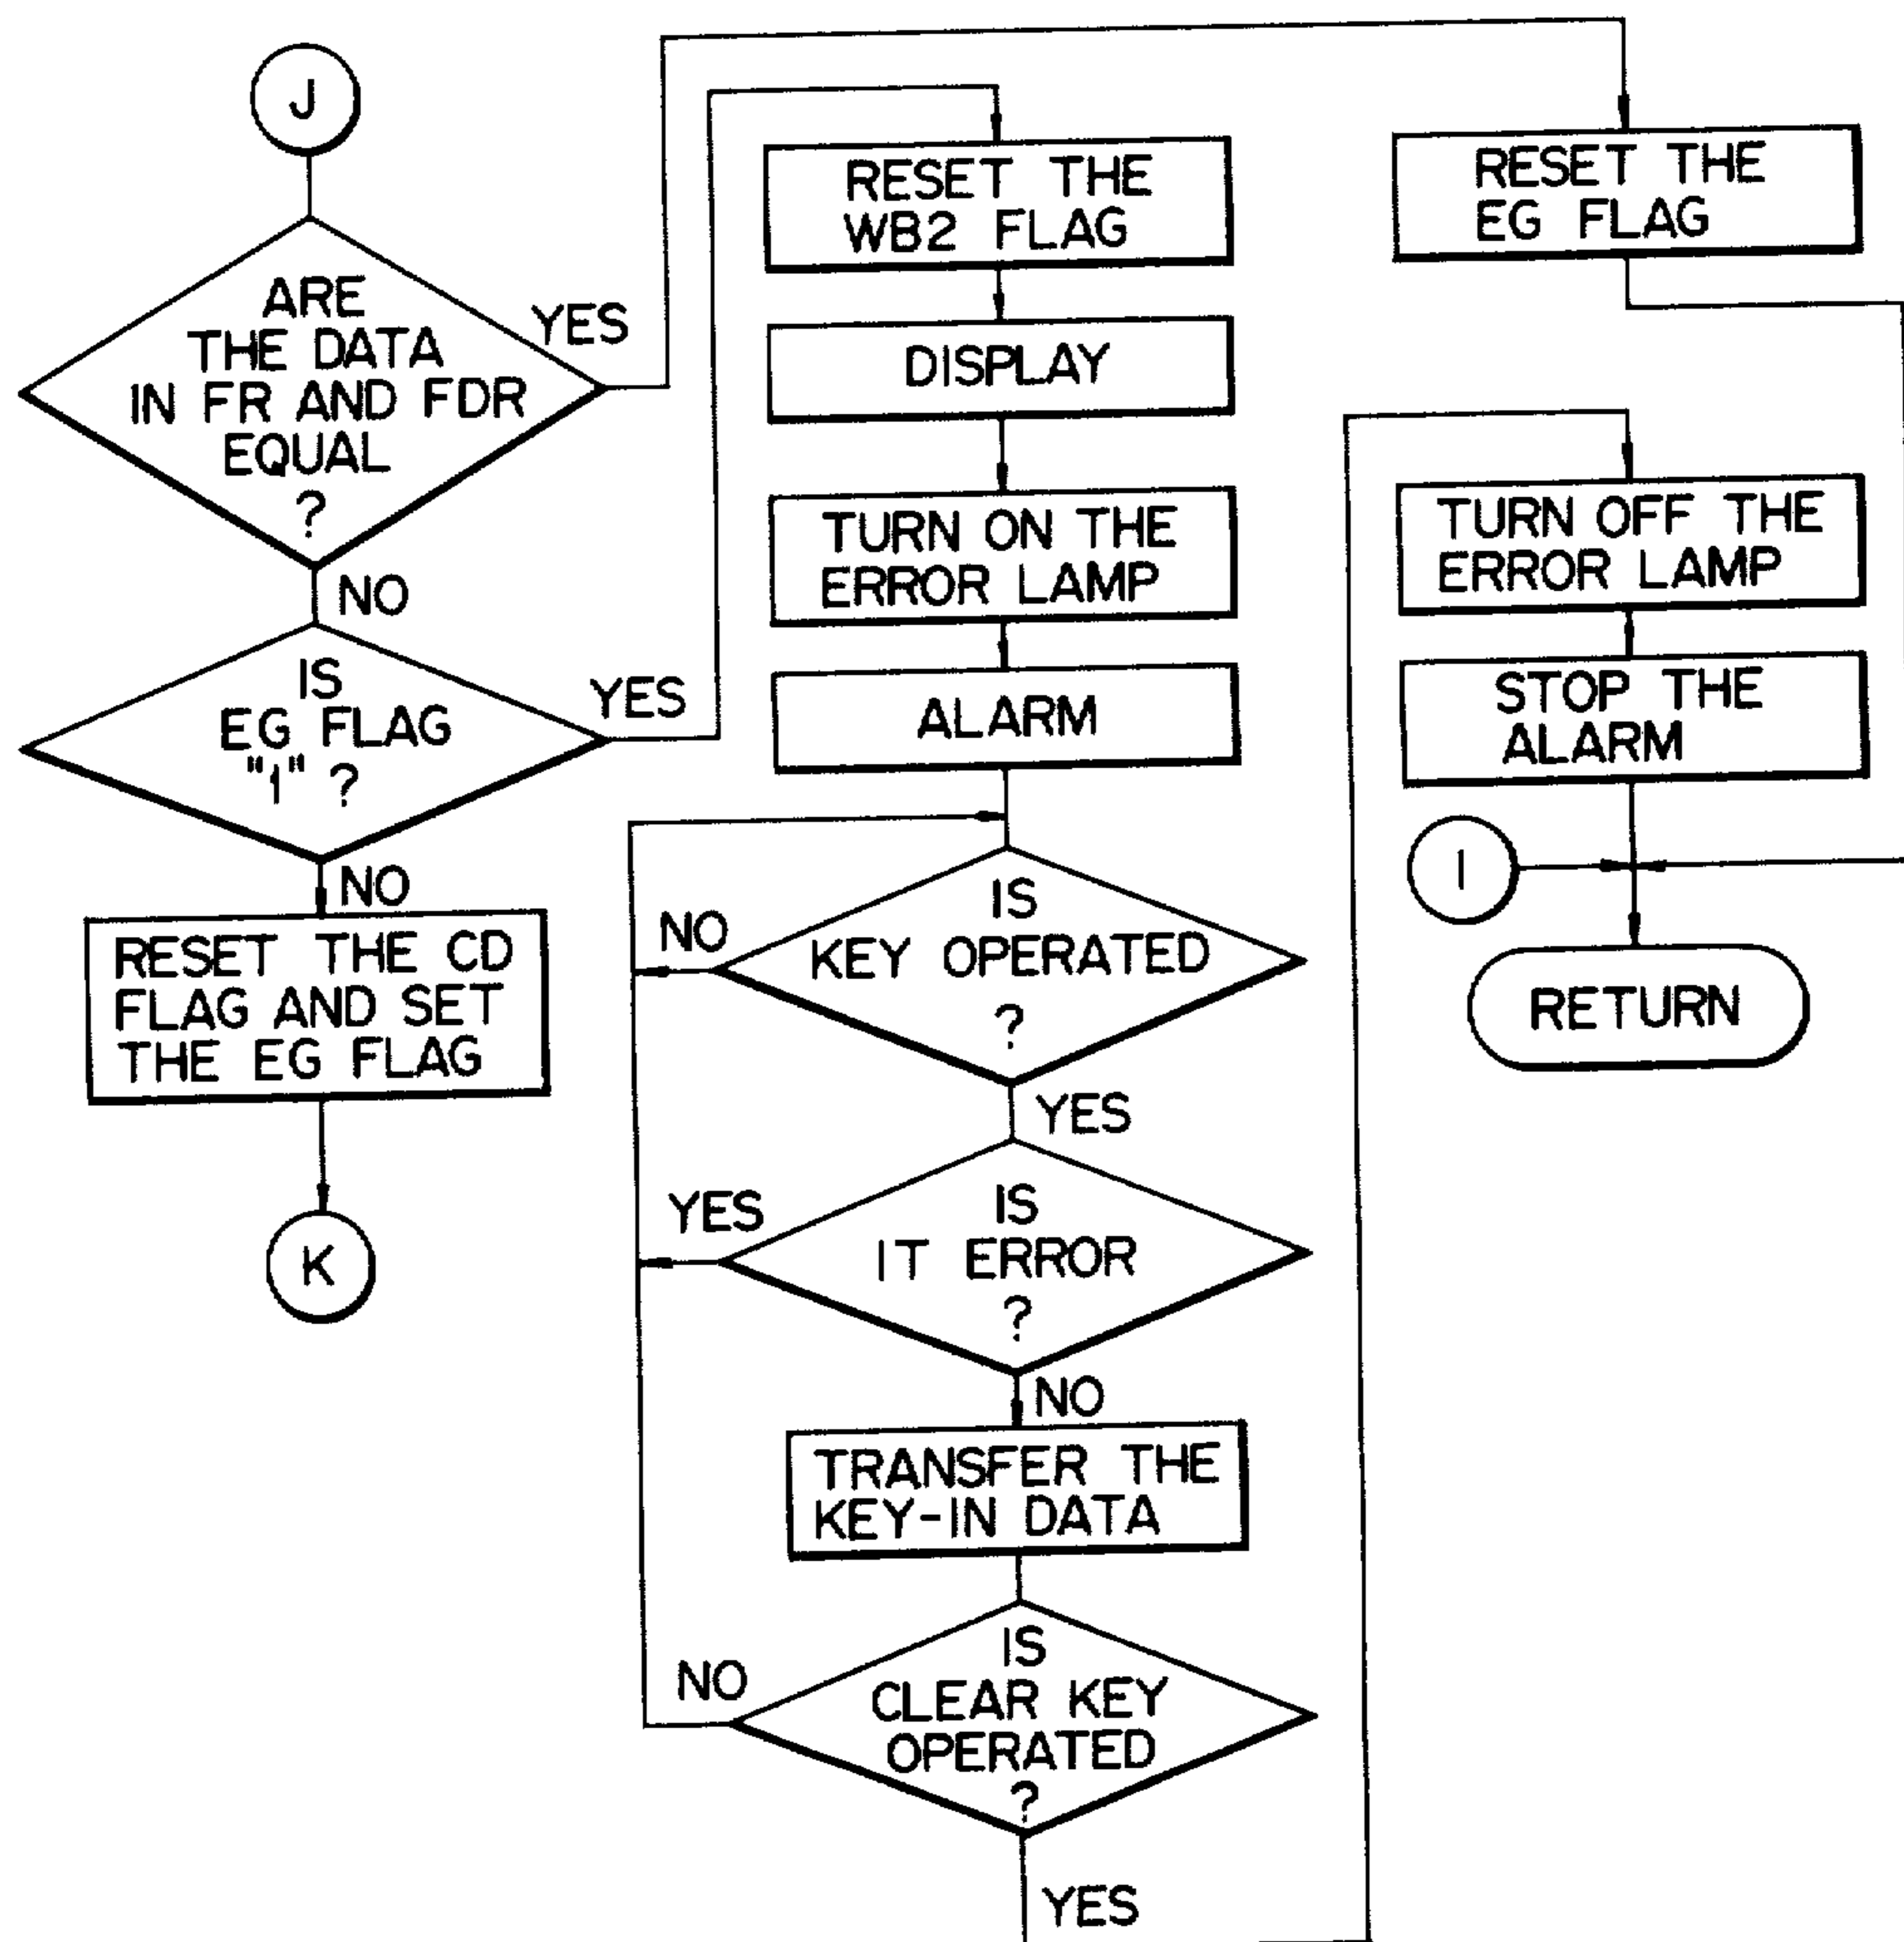 J
ARE
THE DATA
IN FR AND FDR
EQUAL
?
YES
NO
IS
EG FLAG
"1" ?
YES
NO
RESET THE CD
FLAG AND SET
THE EG FLAG
K
RESET THE
WB2 FLAG
DISPLAY
TURN ON THE
ERROR LAMP
ALARM
IS
KEY OPERATED
?
NO
YES
IS
IT ERROR
?
YES
NO
TRANSFER THE
KEY-IN DATA
IS
CLEAR KEY
OPERATED
?
NO
YES
RESET THE
EG FLAG
TURN OFF THE
ERROR LAMP
STOP THE
ALARM
I
RETURN